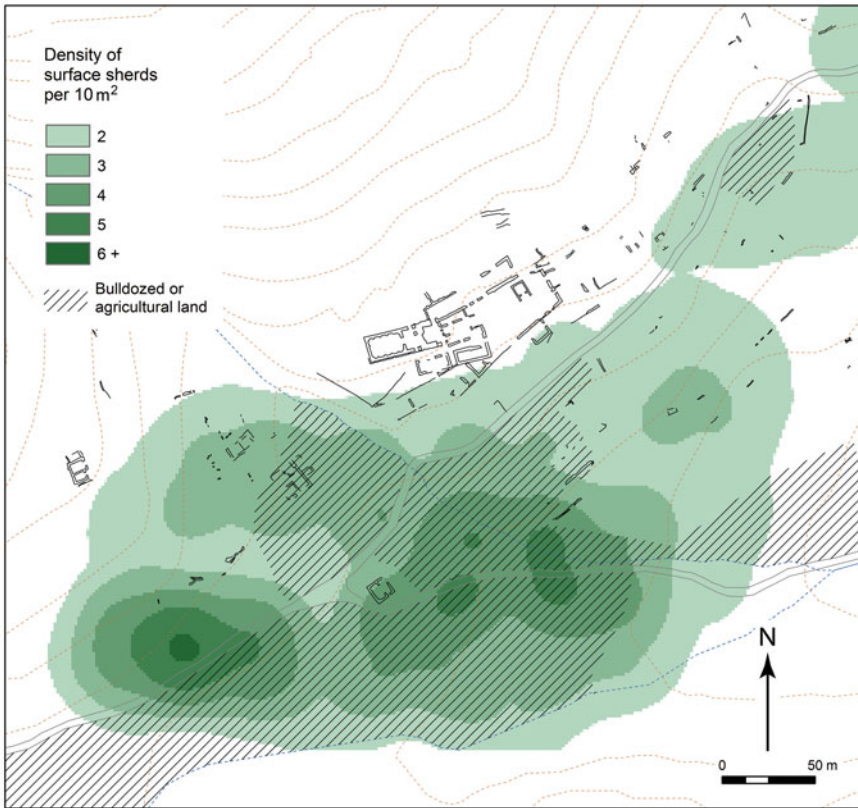 Density of
surface sherds
per 10 m²
2
3
4
5
6 +
Bulldozed or
agricultural land
N
0 50 m